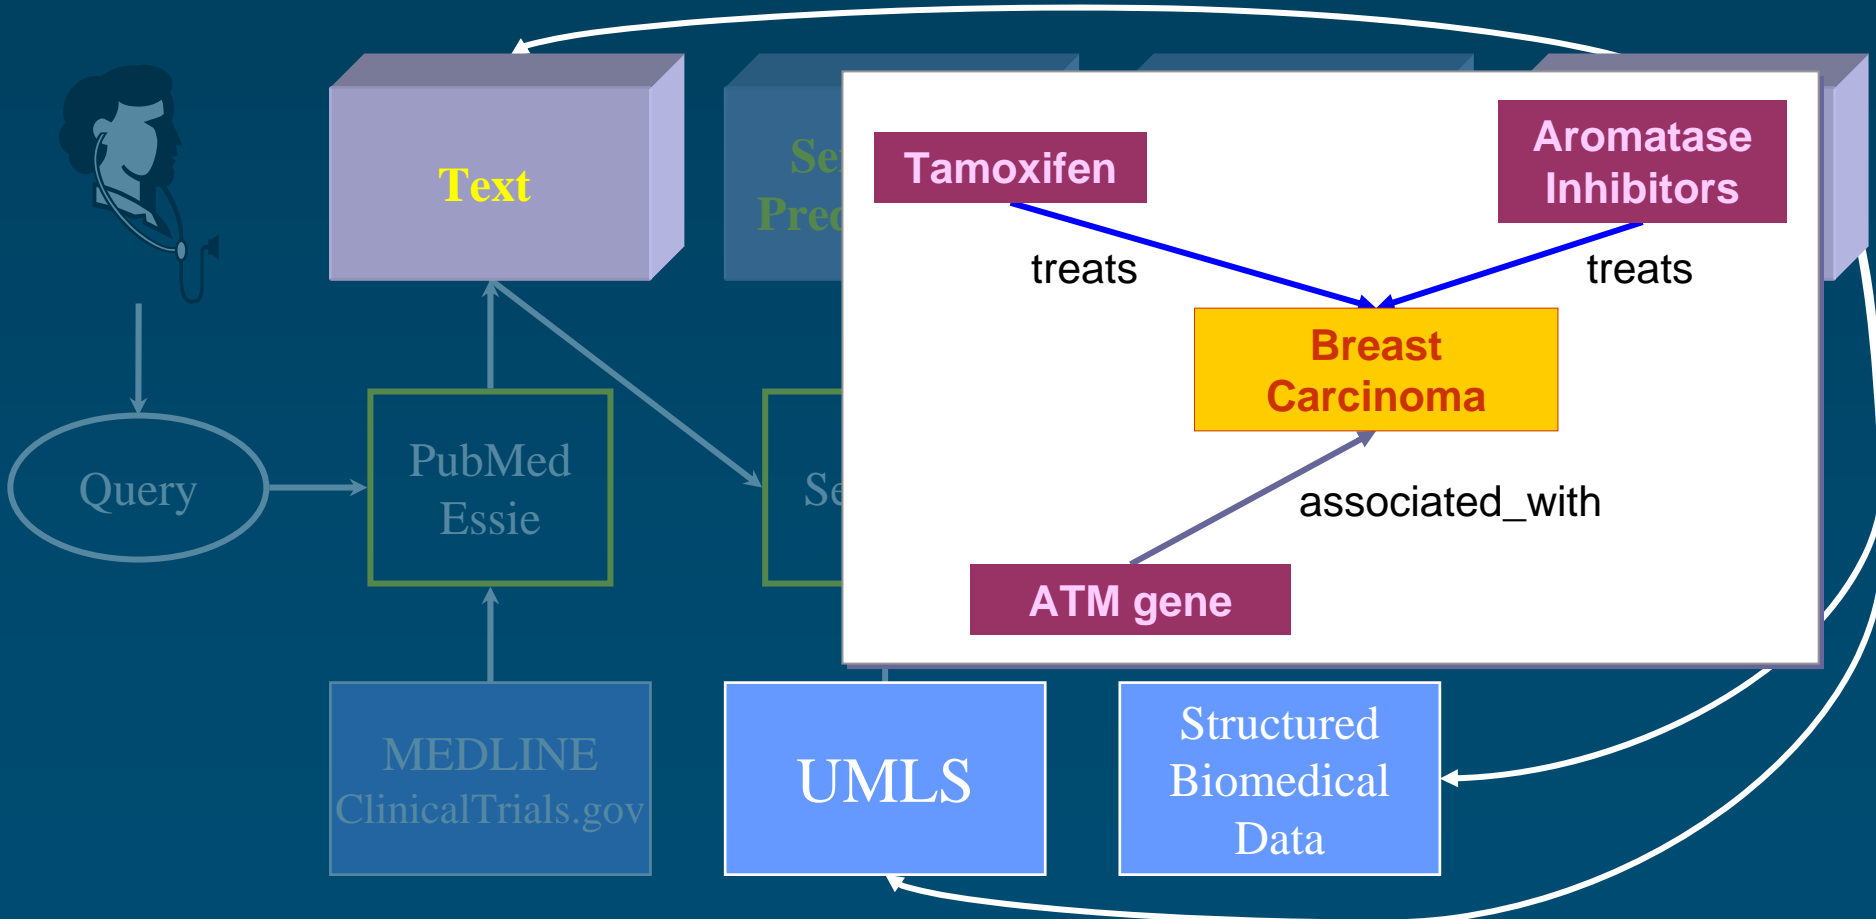 Text
Tamoxifen
Aromatase
Inhibitors
treats
treats
Breast
Carcinoma
associated_with
ATM gene
Query
PubMed
Essie
MEDLINE
ClinicalTrials.gov
UMLS
Structured
Biomedical
Data